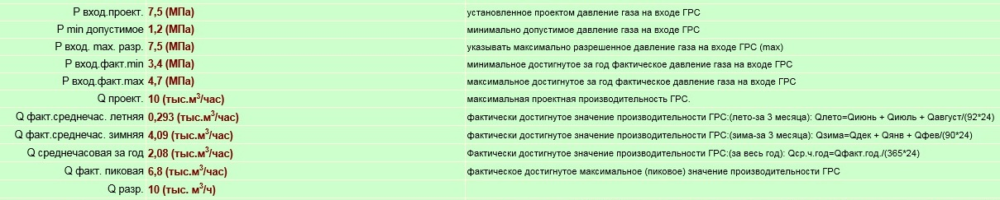 Р вход.проект. 7,5 (МПа) установленное проектом давление газа на входе ГРС
Р min допустимое 1,2 (МПа) минимально допустимое давление газа на входе ГРС
Р вход. max. разр. 7,5 (МПа) указывать максимально разрешенное давление газа на входе ГРС (max)
Р вход.факт.min 3,4 (МПа) минимальное достигнутое за год фактическое давление газа на входе ГРС
Р вход.факт.max 4,7 (МПа) максимальное достигнутое за год фактическое давление газа на входе ГРС
Q проект. 10 (тыс.м³/час) максимальная проектная производительность ГРС.
Q факт.среднечас. летняя 0,293 (тыс.м³/час) фактически достигнутое значение производительности ГРС:(лето-за 3 месяца): Qлето=Qиюнь + Qиюль + Qавгуст/(92*24)
Q факт.среднечас. зимняя 4,09 (тыс.м³/час) фактически достигнутое значение производительности ГРС:(зима-за 3 месяца): Qзима=Qдек + Qянв + Qфев/(90*24)
Q среднечасовая за год 2,08 (тыс.м³/час) Фактически достигнутое значение производительности ГРС:(за весь год): Qср.ч.год=Qфакт.год./(365*24)
Q факт. пиковая 6,8 (тыс.м³/час) фактическое достигнутое максимальное (пиковое) значение производительности ГРС
Q разр. 10 (тыс. м³/ч)